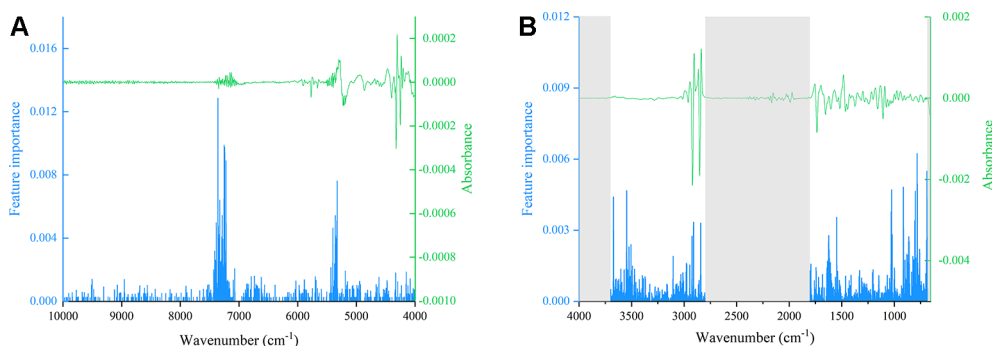 A
Feature importance
0.016
0.012
0.008
0.004
0.000
10000 9000 8000 7000 6000 5000 4000
Wavenumber (cm-1)
0.0002
0.0000
-0.0002
-0.0004
-0.0006
-0.0008
-0.0010
Absorbance
B
Feature importance
0.012
0.009
0.006
0.003
0.000
4000 3500 3000 2500 2000 1500 1000
Wavenumber (cm-1)
0.002
0.000
-0.002
-0.004
Absorbance